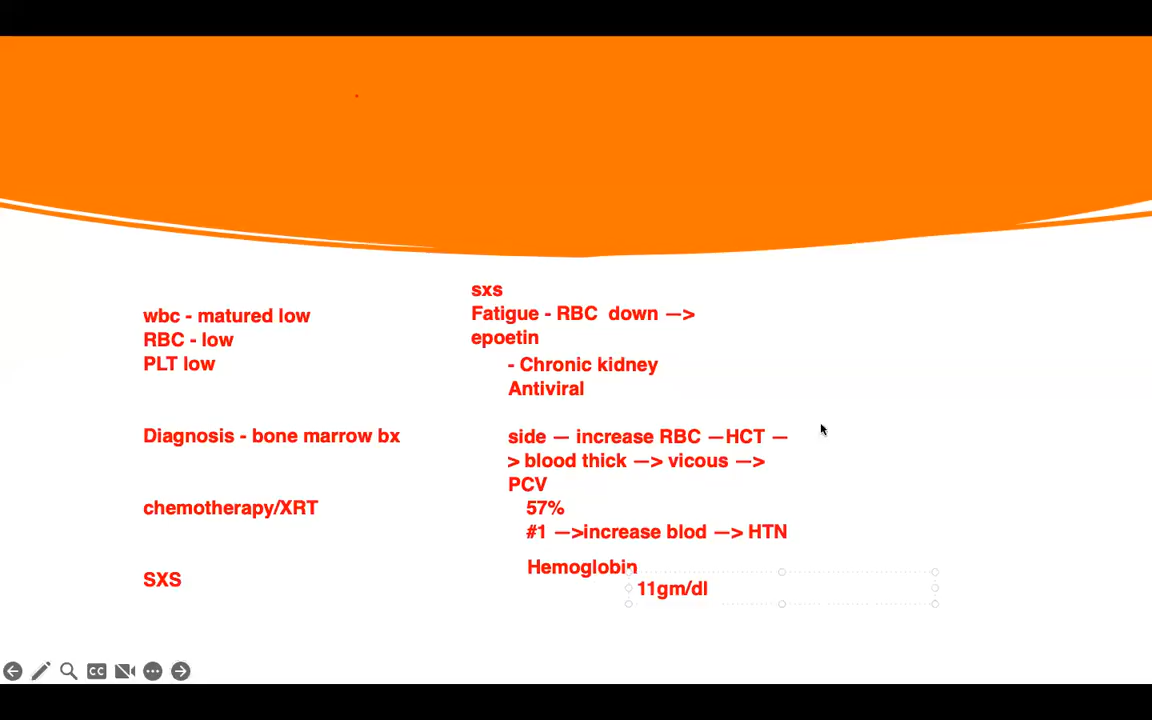 wbc - matured low
RBC - low
PLT low
Diagnosis - bone marrow bx
chemotherapy/XRT
SXS
sxs
Fatigue - RBC down —>
epoetin
- Chronic kidney
Antiviral
side — increase RBC —HCT —
> blood thick —> vicous —>
PCV
57%
#1 —>increase blod —> HTN
Hemoglobin
11gm/dl
CC